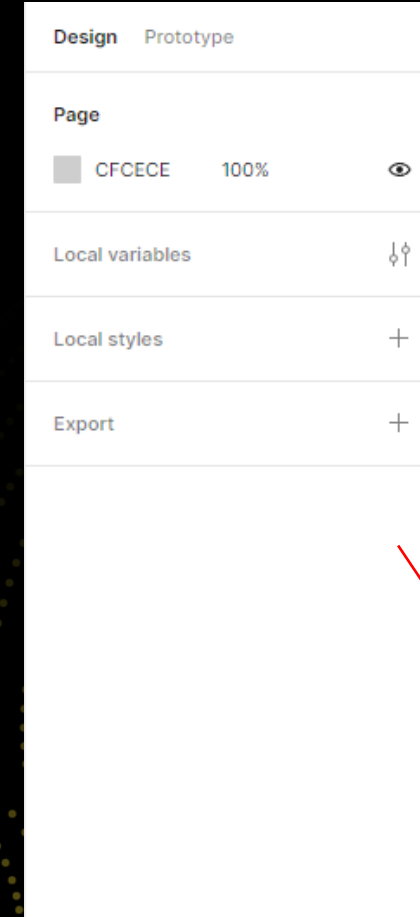 Design Prototype
Page
CFCECE 100%
Local variables
Local styles
Export